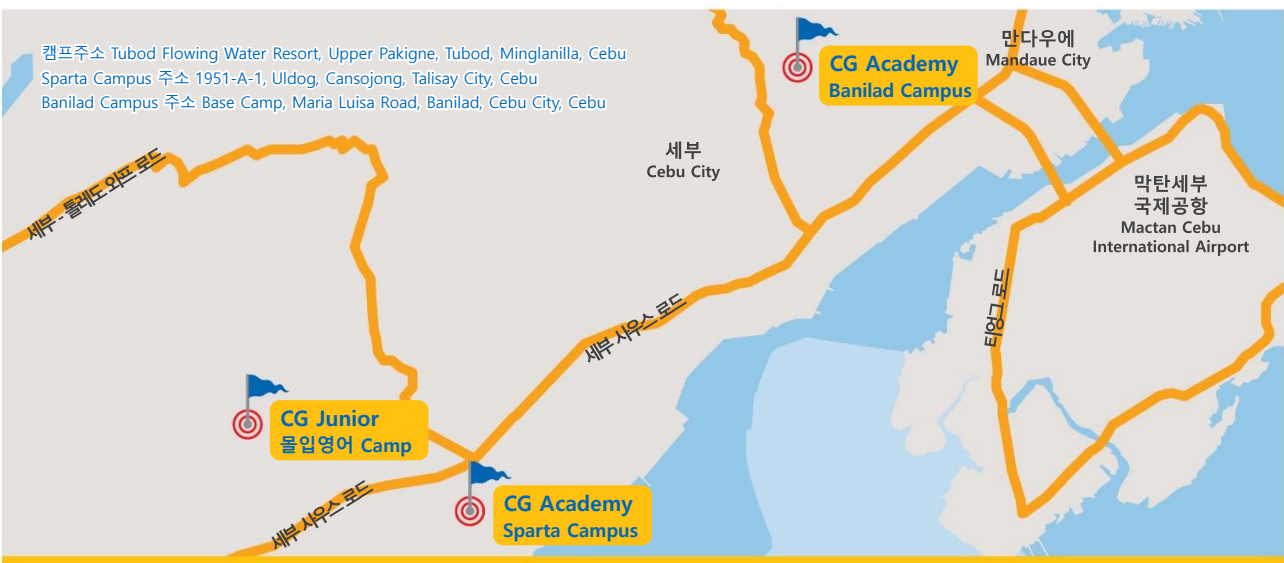 캠프주소 Tubod Flowing Water Resort, Upper Pakigne, Tubod, Minglanilla, Cebu
Sparta Campus 주소 1951-A-1, Uldog, Cansojong, Talisay City, Cebu
Banilad Campus 주소 Base Camp, Maria Luisa Road, Banilad, Cebu City, Cebu
CG Academy
Banilad Campus
만다우에
Mandaue City
세부
Cebu City
막탄세부
국제공항
Mactan Cebu
International Airport
세부 - 톨레도 와프 로드
세부 사우스 로드
티엉그 로드
CG Junior
몰입영어 Camp
세부 사우스 로드
CG Academy
Sparta Campus